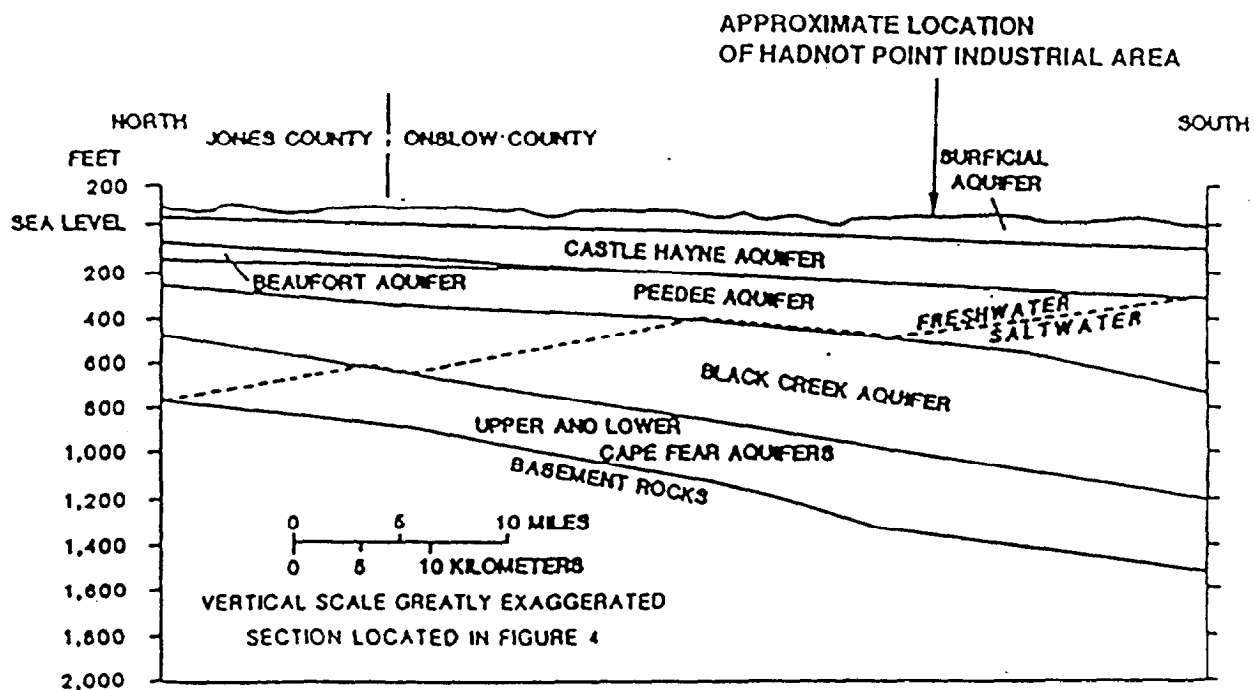 APPROXIMATE LOCATION
OF HADNOT POINT INDUSTRIAL AREA
NORTH
JONES COUNTY
ONSLOW COUNTY
SOUTH
FEET
SURFICIAL
AQUIFER
200
SEA LEVEL
CASTLE HAYNE AQUIFER
200
BEAUFORT AQUIFER
PEEDEE AQUIFER
FRESHWATER
SALTWATER
400
600
BLACK CREEK AQUIFER
800
UPPER AND LOWER
CAPE FEAR AQUIFERS
1,000
BASEMENT ROCKS
1,200
0 5 10 MILES
1,400
0 5 10 KILOMETERS
1,600
VERTICAL SCALE GREATLY EXAGGERATED
SECTION LOCATED IN FIGURE 4
1,800
2,000